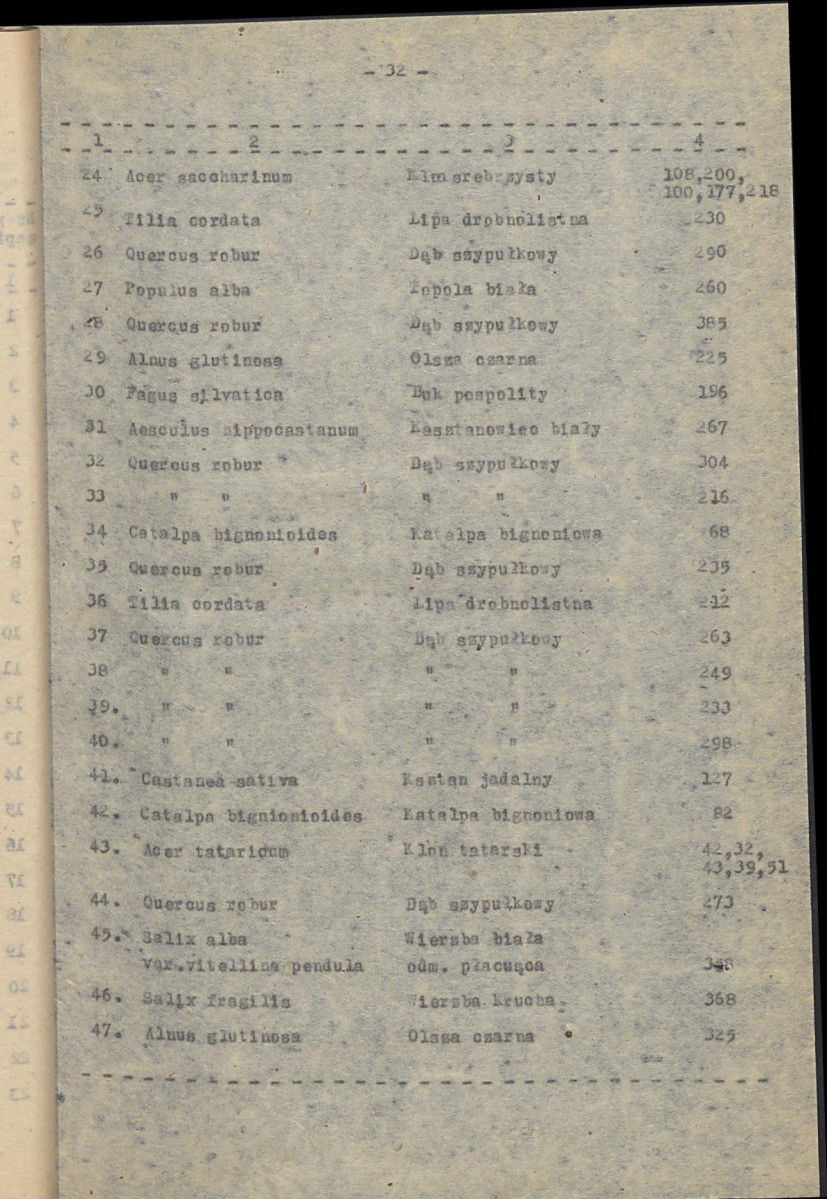 - 32 -
1 2 3 4
24 Acer saccharinum Klon srebrzysty 108,200,
100,177,218
25 Tilia cordata Lipa drobnolistna 230
26 Quercus robur Dąb szypułkowy 290
27 Populus alba Topola biała 260
28 Quercus robur Dąb szypułkowy 385
29 Alnus glutinosa Olsza czarna 225
30 Fagus silvatica Buk pospolity 196
31 Aesculus hippocastanum Kasztanowiec biały 267
32 Quercus robur Dąb szypułkowy 304
33 " " " " 216
34 Catalpa bignonioides Katalpa bignoniowa 68
35 Quercus robur Dąb szypułkowy 235
36 Tilia cordata Lipa drobnolistna 212
37 Quercus robur Dąb szypułkowy 263
38 " " " " 249
39. " " " " 233
40. " " " " 298
41. Castanea sativa Kasztan jadalny 127
42. Catalpa bignionioides Katalpa bignoniowa 82
43. Acer tataricum Klon tatarski 42,32,
43,39,51
44. Quercus robur Dąb szypułkowy 273
45. Salix alba Wierzba biała
var.vitellina pendula odm. płacząca
46. Salix fragilis Wierzba krucha 368
47. Alnus glutinosa Olsza czarna 325